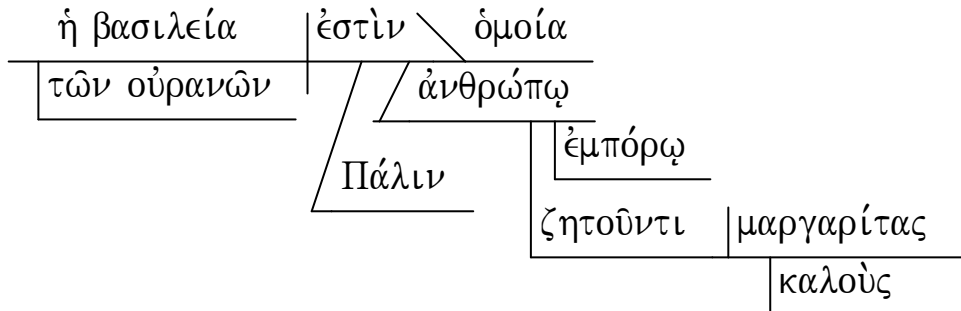 ἡ βασιλεία ἐστὶν ὁμοία
τῶν οὐρανῶν ἀνθρώπῳ
ἐμπόρῳ
Πάλιν
ζητοῦντι μαργαρίτας
καλοὺς